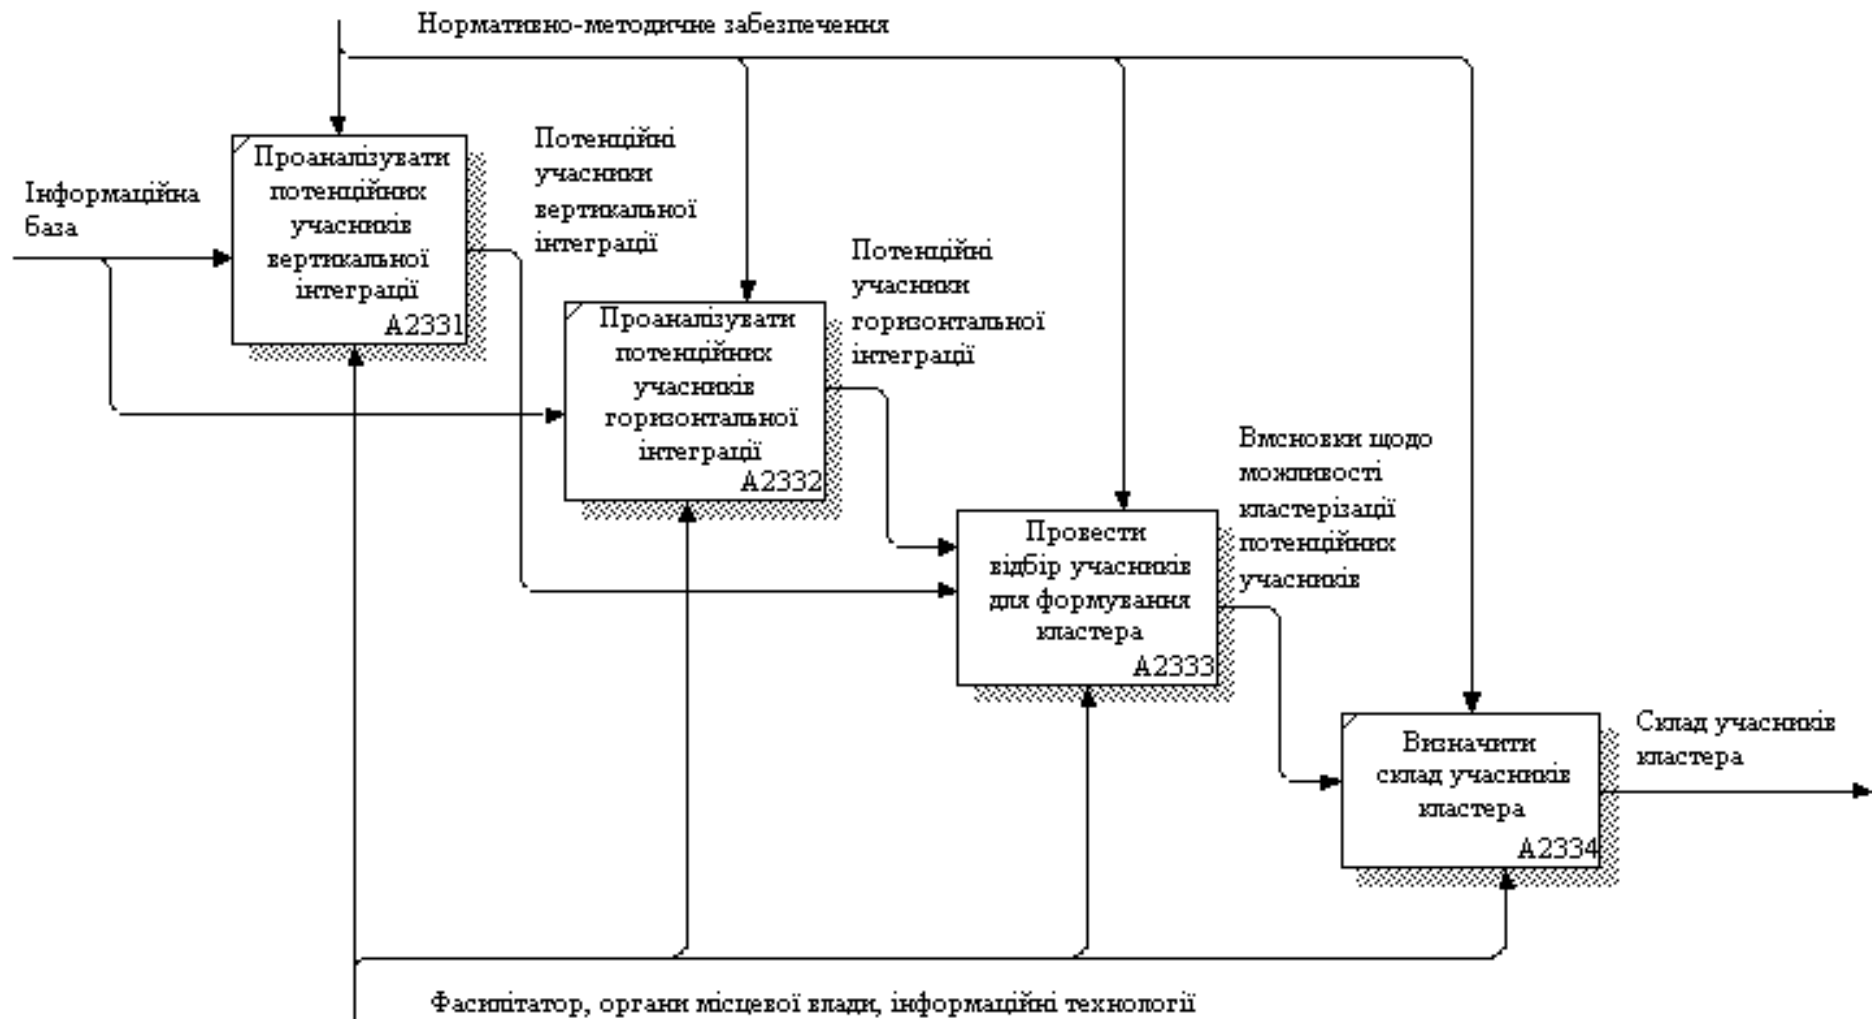 Нормативно-методичне забезпечення
Інформаційна
база
Проаналізувати
потенційних
учасників
вертикальної
інтеграції
A2331
Потенційні
учасники
вертикальної
інтеграції
Проаналізувати
потенційних
учасників
горизонтальної
інтеграції
A2332
Потенційні
учасники
горизонтальної
інтеграції
Провести
відбір учасників
для формування
кластера
A2333
Вмсновки щодо
можливості
кластерізації
потенційних
учасників
Визначити
склад учасників
кластера
A2334
Склад учасників
кластера
Фасилітатор, органи місцевої влади, інформаційні технології